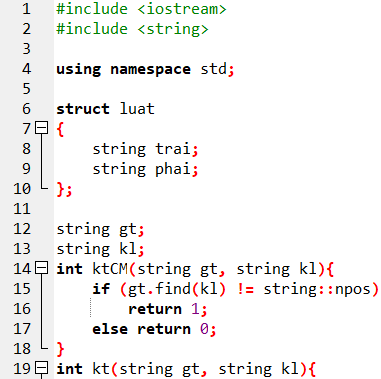 1 #include <iostream>
2 #include <string>
3
4 using namespace std;
5
6 struct luat
7 {
8     string trai;
9     string phai;
10 };
11
12 string gt;
13 string kl;
14 int ktCM(string gt, string kl){
15     if (gt.find(kl) != string::npos)
16         return 1;
17     else return 0;
18 }
19 int kt(string gt, string kl){